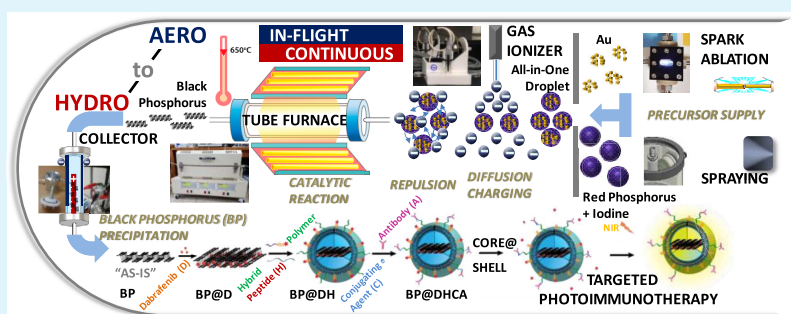 AERO
to
HYDRO
COLLECTOR
Black
Phosphorus
650°C
IN-FLIGHT
CONTINUOUS
TUBE FURNACE
CATALYTIC
REACTION
REPULSION
GAS
IONIZER
All-in-One
Droplet
DIFFUSION
CHARGING
Au
SPARK
ABLATION
PRECURSOR SUPPLY
SPRAYING
Red Phosphorus
+ Iodine
NIR
BLACK PHOSPHORUS (BP)
PRECIPITATION
"AS-IS"
BP
Dabrafenib (D)
BP@D
Hybrid
Peptide (H)
Polymer
BP@DH
Conjugating
Agent (C)
Antibody (A)
BP@DHCA
CORE@
SHELL
TARGETED
PHOTOIMMUNOTHERAPY